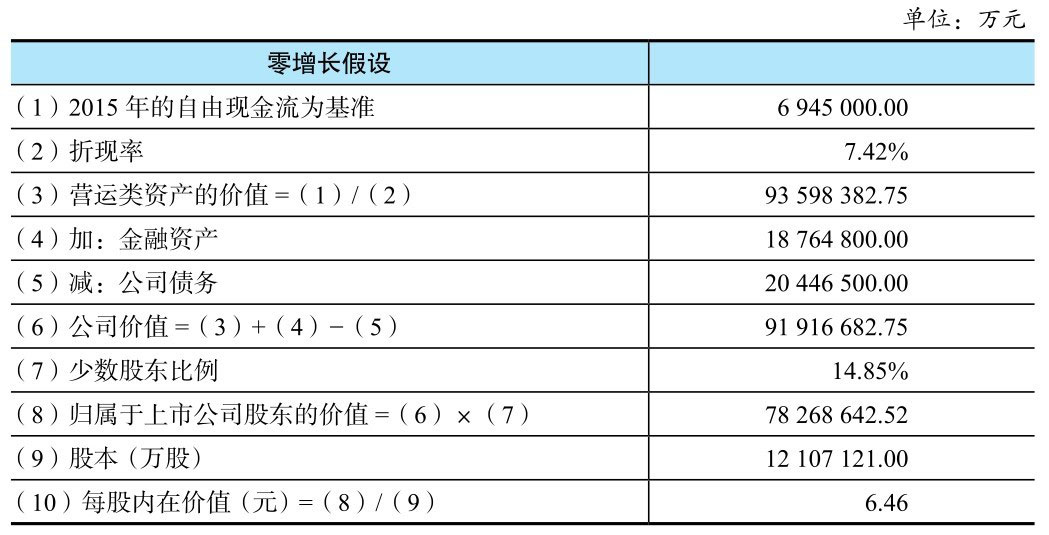 单位：万元
零增长假设
（1）2015 年的自由现金流为基准 6 945 000.00
（2）折现率 7.42%
（3）营运类资产的价值 =（1）/（2） 93 598 382.75
（4）加：金融资产 18 764 800.00
（5）减：公司债务 20 446 500.00
（6）公司价值 =（3）+（4）−（5） 91 916 682.75
（7）少数股东比例 14.85%
（8）归属于上市公司股东的价值 =（6）×（7） 78 268 642.52
（9）股本（万股） 12 107 121.00
（10）每股内在价值（元）=（8）/（9） 6.46